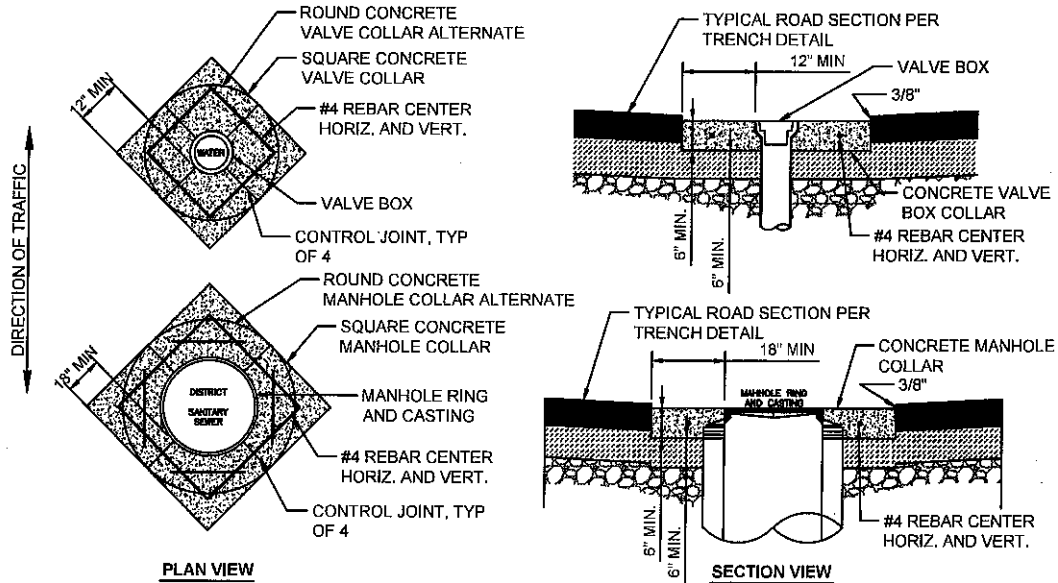 ROUND CONCRETE
VALVE COLLAR ALTERNATE
SQUARE CONCRETE
VALVE COLLAR
#4 REBAR CENTER
HORIZ. AND VERT.
12" MIN
WATER
VALVE BOX
CONTROL JOINT, TYP
OF 4
DIRECTION OF TRAFFIC
ROUND CONCRETE
MANHOLE COLLAR ALTERNATE
SQUARE CONCRETE
MANHOLE COLLAR
18" MIN
DISTRICT
SANITARY
SEWER
MANHOLE RING
AND CASTING
#4 REBAR CENTER
HORIZ. AND VERT.
CONTROL JOINT, TYP
OF 4
PLAN VIEW
TYPICAL ROAD SECTION PER
TRENCH DETAIL
12" MIN
VALVE BOX
3/8"
CONCRETE VALVE
BOX COLLAR
#4 REBAR CENTER
HORIZ. AND VERT.
6" MIN.
6" MIN.
TYPICAL ROAD SECTION PER
TRENCH DETAIL
18" MIN
CONCRETE MANHOLE
COLLAR
3/8"
MANHOLE RING
AND CASTING
#4 REBAR CENTER
HORIZ. AND VERT.
6" MIN.
6" MIN.
SECTION VIEW